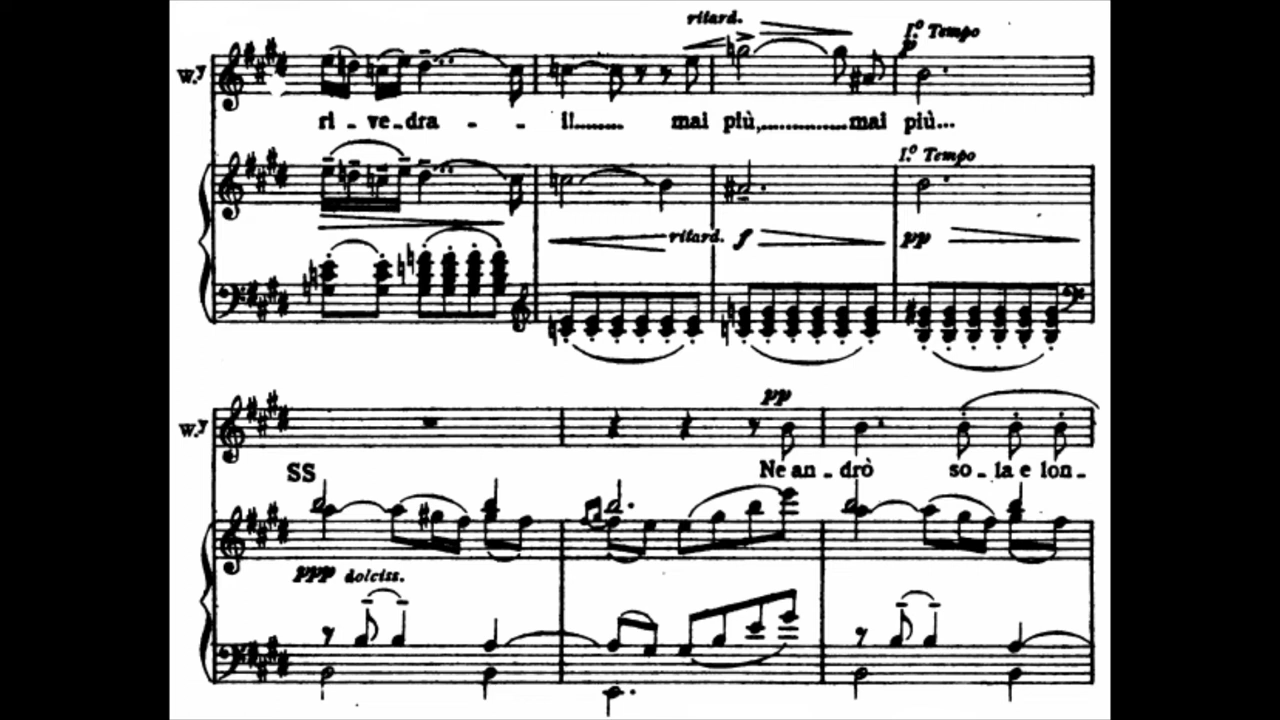 ritard.
I.º Tempo
p
W.y
ri - ve - dra - - i!........ mai più,..............mai più...
I.º Tempo
ritard. f pp
pp
W.y
SS Ne an - drò so - la e lon -
ppp dolciss.